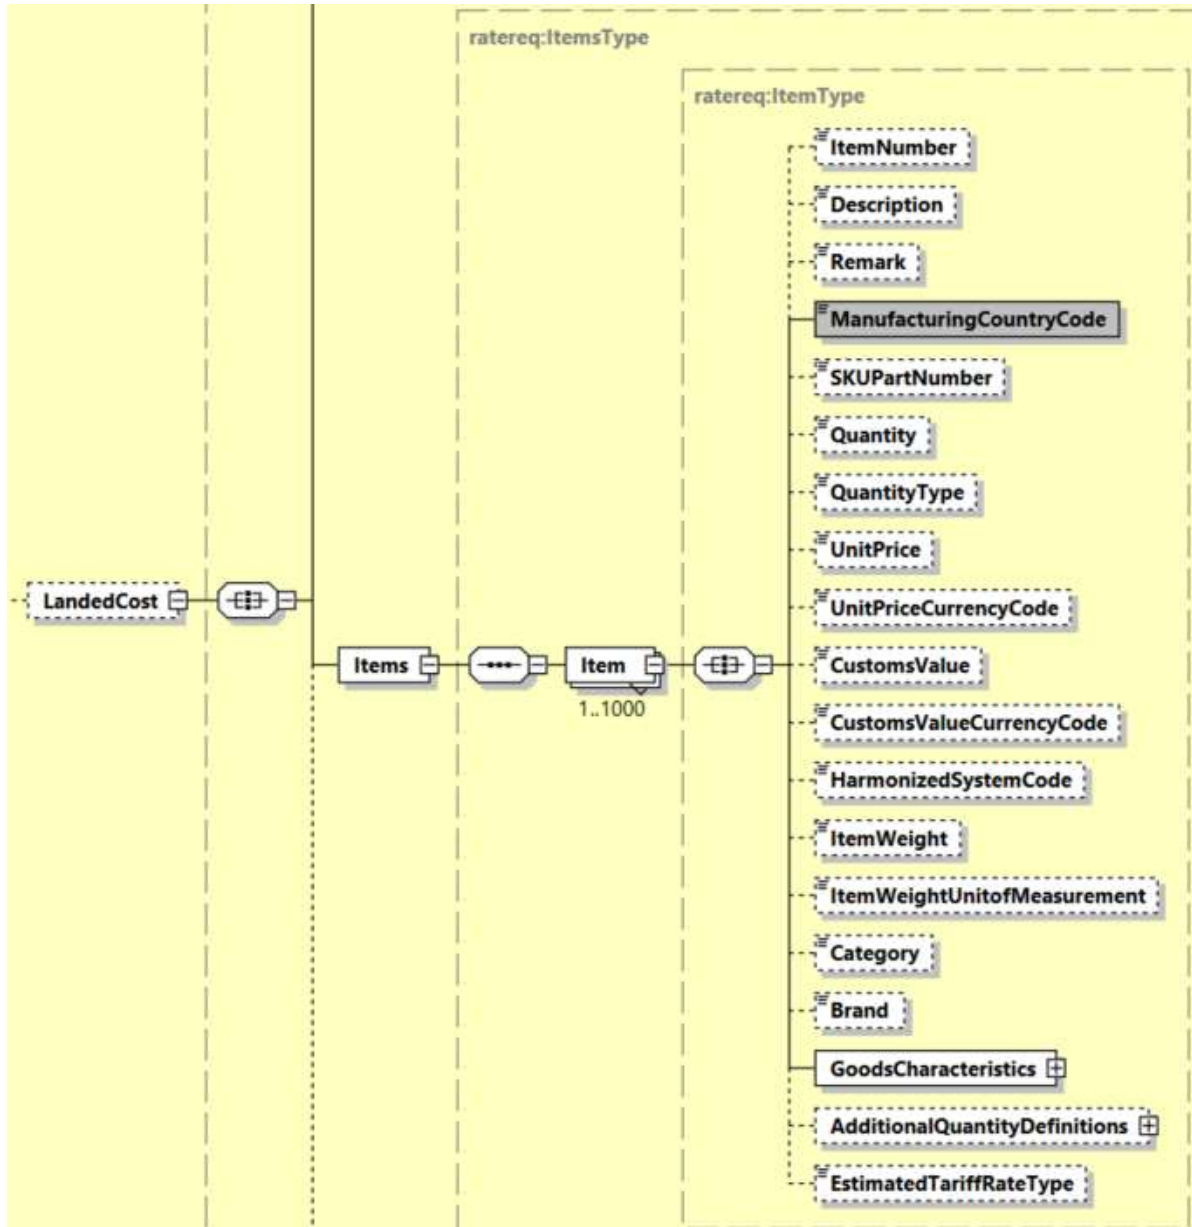 ratereq:ItemsType
ratereq:ItemType
ItemNumber
Description
Remark
ManufacturingCountryCode
SKUPartNumber
Quantity
QuantityType
UnitPrice
UnitPriceCurrencyCode
LandedCost
Items
Item
1..1000
CustomsValue
CustomsValueCurrencyCode
HarmonizedSystemCode
ItemWeight
ItemWeightUnitofMeasurement
Category
Brand
GoodsCharacteristics
AdditionalQuantityDefinitions
EstimatedTariffRateType